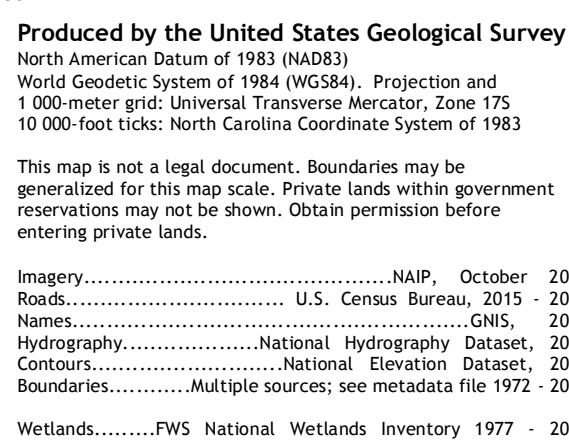 Produced by the United States Geological Survey
North American Datum of 1983 (NAD83)
World Geodetic System of 1984 (WGS84). Projection and
1 000-meter grid: Universal Transverse Mercator, Zone 17S
10 000-foot ticks: North Carolina Coordinate System of 1983
This map is not a legal document. Boundaries may be
generalized for this map scale. Private lands within government
reservations may not be shown. Obtain permission before
entering private lands.
Imagery.............................................NAIP, October 20
Roads................................ U.S. Census Bureau, 2015 - 20
Names..........................................................GNIS, 20
Hydrography....................National Hydrography Dataset, 20
Contours............................National Elevation Dataset, 20
Boundaries............Multiple sources; see metadata file 1972 - 20
Wetlands.........FWS National Wetlands Inventory 1977 - 20